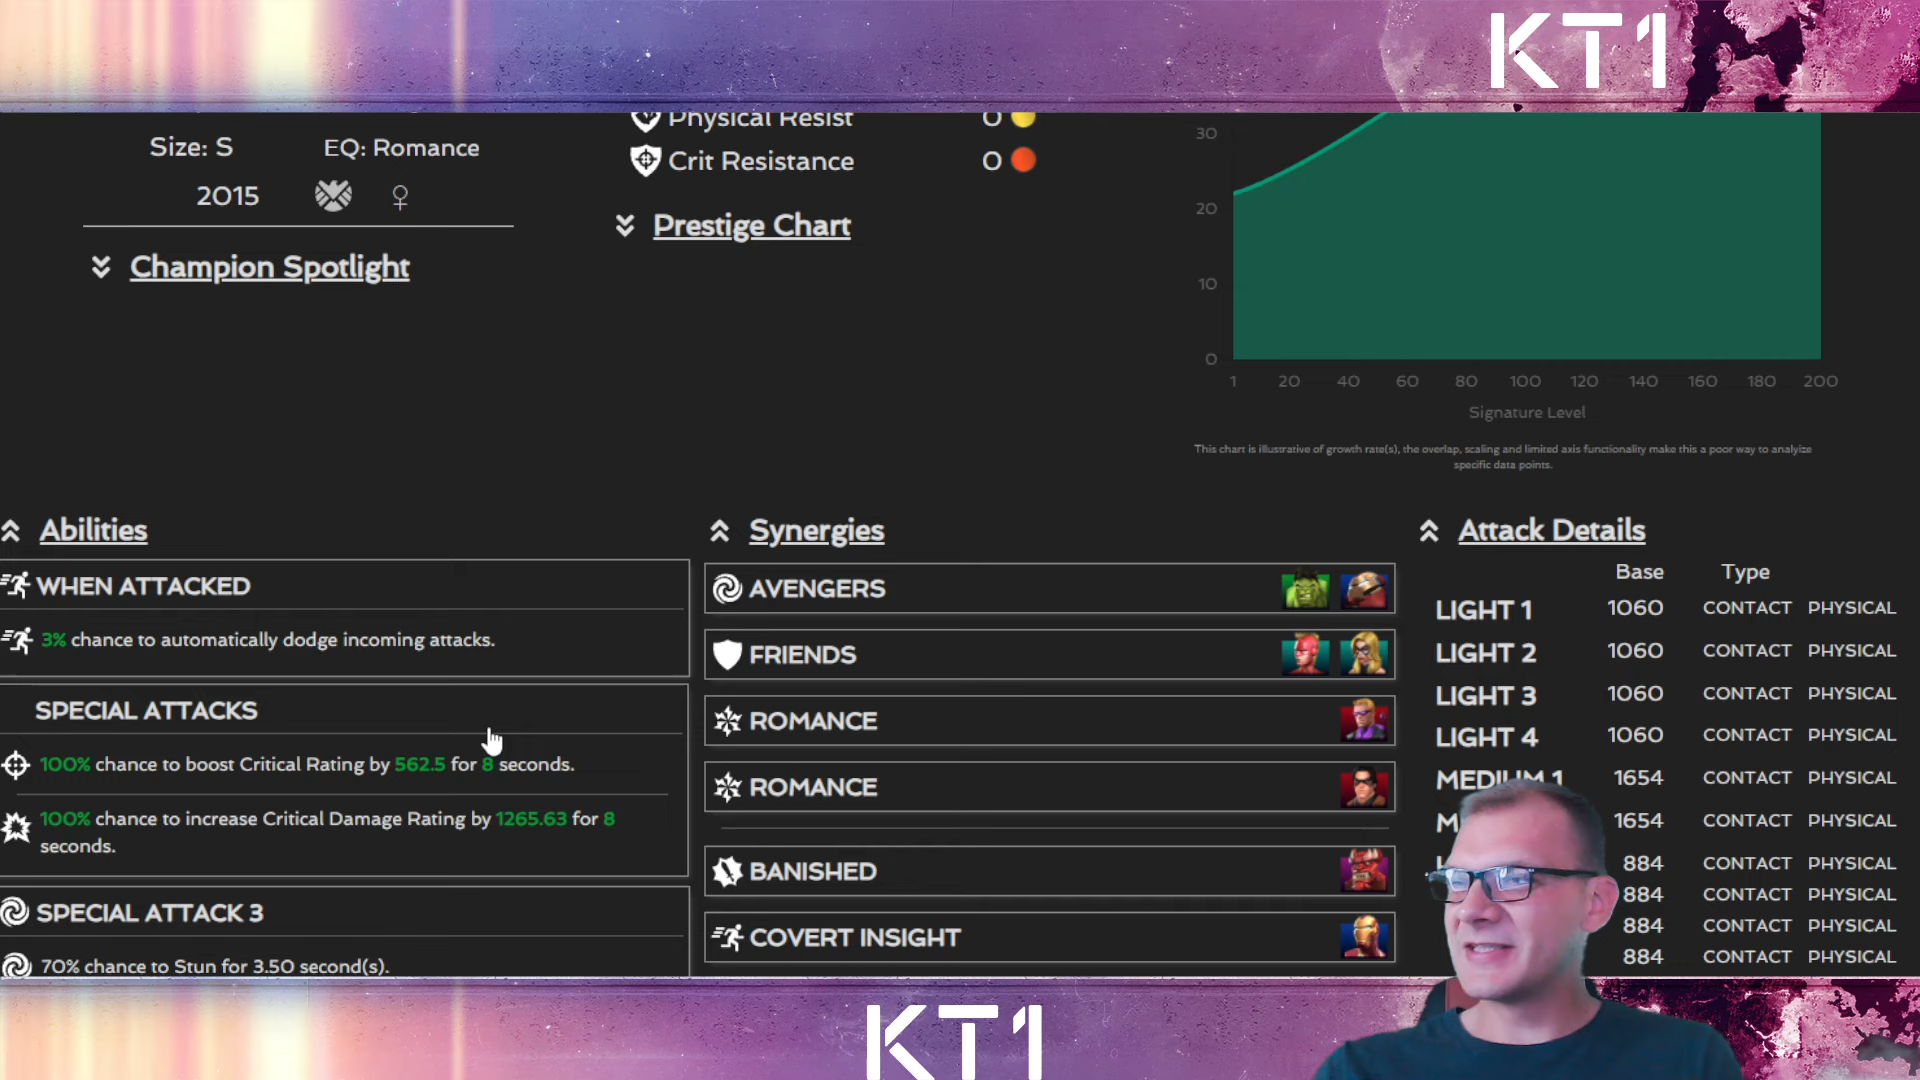 KT1
Physical Resist 0
Crit Resistance 0
Size: S EQ: Romance
2015
Champion Spotlight
Prestige Chart
30
20
10
0
1 20 40 60 80 100 120 140 160 180 200
Signature Level
This chart is illustrative of growth rate(s), the overlap, scaling and limited axis functionality make this a poor way to analyize
specific data points.
Abilities
WHEN ATTACKED
3% chance to automatically dodge incoming attacks.
SPECIAL ATTACKS
100% chance to boost Critical Rating by 562.5 for 8 seconds.
100% chance to increase Critical Damage Rating by 1265.63 for 8
seconds.
SPECIAL ATTACK 3
70% chance to Stun for 3.50 second(s).
Synergies
AVENGERS
FRIENDS
ROMANCE
ROMANCE
BANISHED
COVERT INSIGHT
Attack Details
Base Type
LIGHT 1 1060 CONTACT PHYSICAL
LIGHT 2 1060 CONTACT PHYSICAL
LIGHT 3 1060 CONTACT PHYSICAL
LIGHT 4 1060 CONTACT PHYSICAL
MEDIUM 1 1654 CONTACT PHYSICAL
1654 CONTACT PHYSICAL
884 CONTACT PHYSICAL
884 CONTACT PHYSICAL
884 CONTACT PHYSICAL
884 CONTACT PHYSICAL
KT1